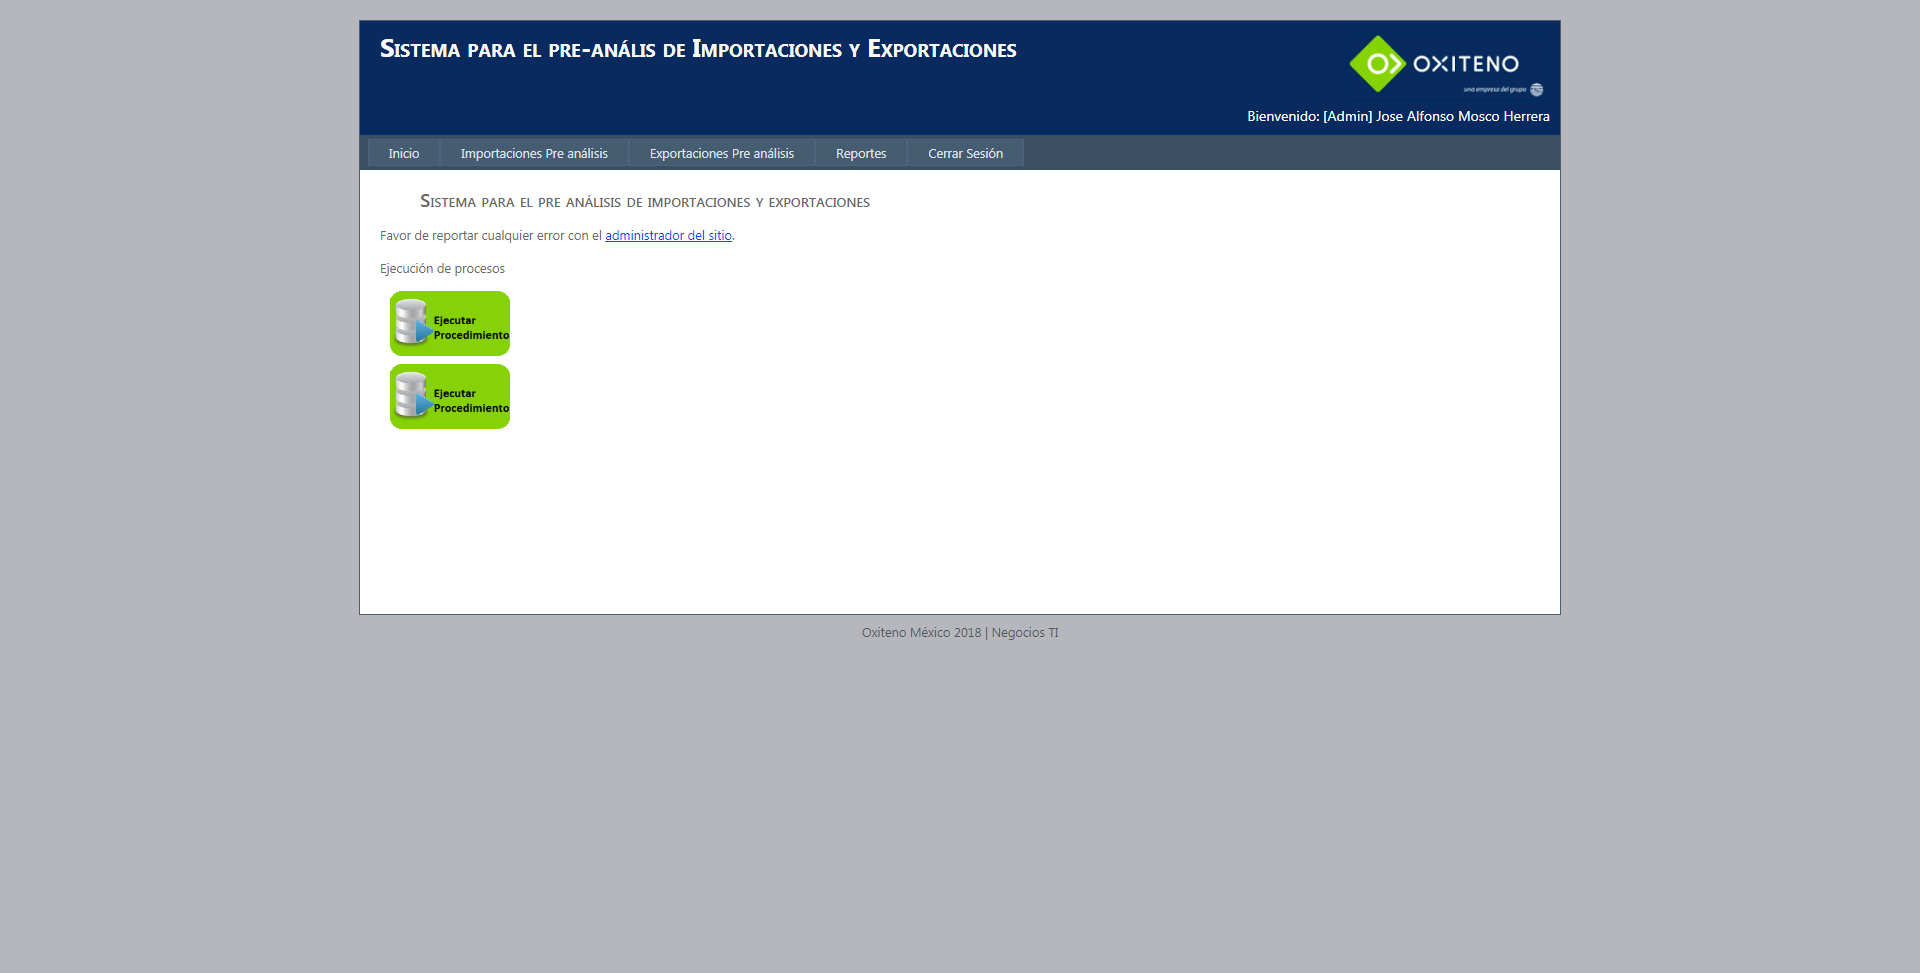 Sistema para el pre-anális de Importaciones y Exportaciones
OXITENO
una empresa del grupo
Bienvenido: [Admin] Jose Alfonso Mosco Herrera
Inicio Importaciones Pre análisis Exportaciones Pre análisis Reportes Cerrar Sesión
Sistema para el pre análisis de importaciones y exportaciones
Favor de reportar cualquier error con el administrador del sitio.
Ejecución de procesos
Ejecutar
Procedimiento
Ejecutar
Procedimiento
Oxiteno México 2018 | Negocios TI